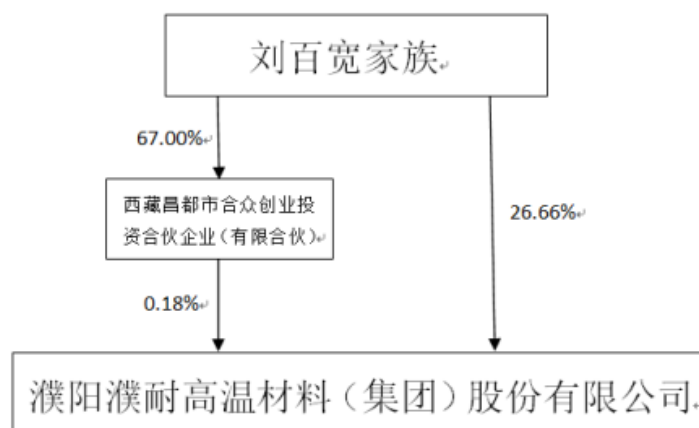 刘百宽家族
67.00%
西藏昌都市合众创业投
资合伙企业（有限合伙）
26.66%
0.18%
濮阳濮耐高温材料（集团）股份有限公司